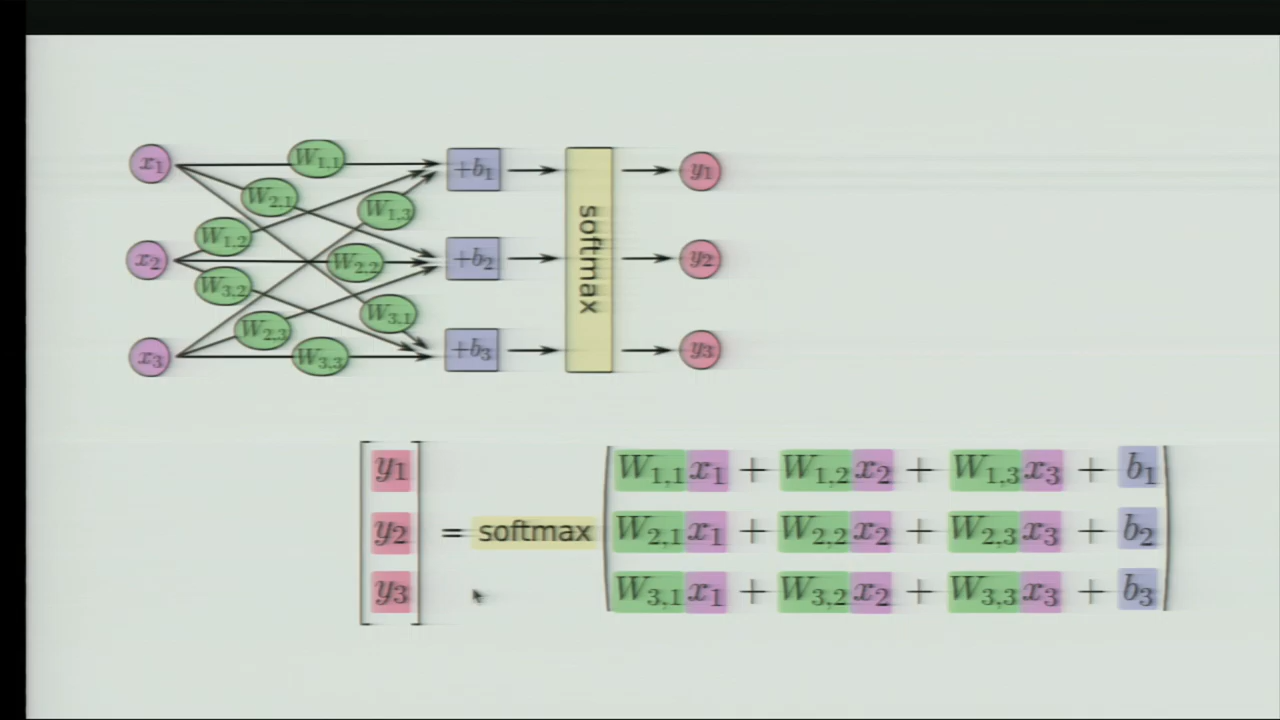 x₁ W₁,₁ +b₁ y₁
W₂,₁ W₁,₃
W₁,₂
x₂ W₂,₂ +b₂ softmax y₂
W₃,₂
W₃,₁
W₂,₃
x₃ W₃,₃ +b₃ y₃
y₁ W₁,₁x₁ + W₁,₂x₂ + W₁,₃x₃ + b₁
y₂ = softmax W₂,₁x₁ + W₂,₂x₂ + W₂,₃x₃ + b₂
y₃ W₃,₁x₁ + W₃,₂x₂ + W₃,₃x₃ + b₃